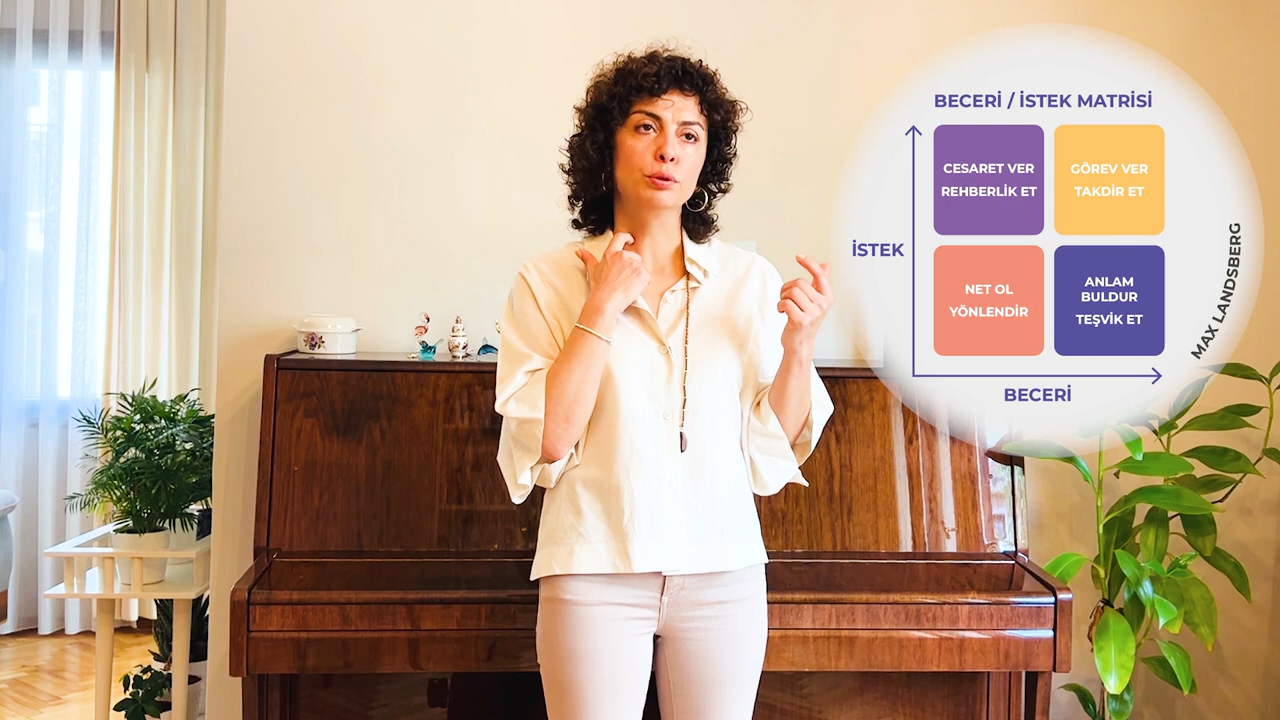 BECERİ / İSTEK MATRİSİ
CESARET VER
REHBERLİK ET
GÖREV VER
TAKDİR ET
İSTEK
NET OL
YÖNLENDİR
ANLAM
BULDUR
TEŞVİK ET
MAX LANDSBERG
BECERİ